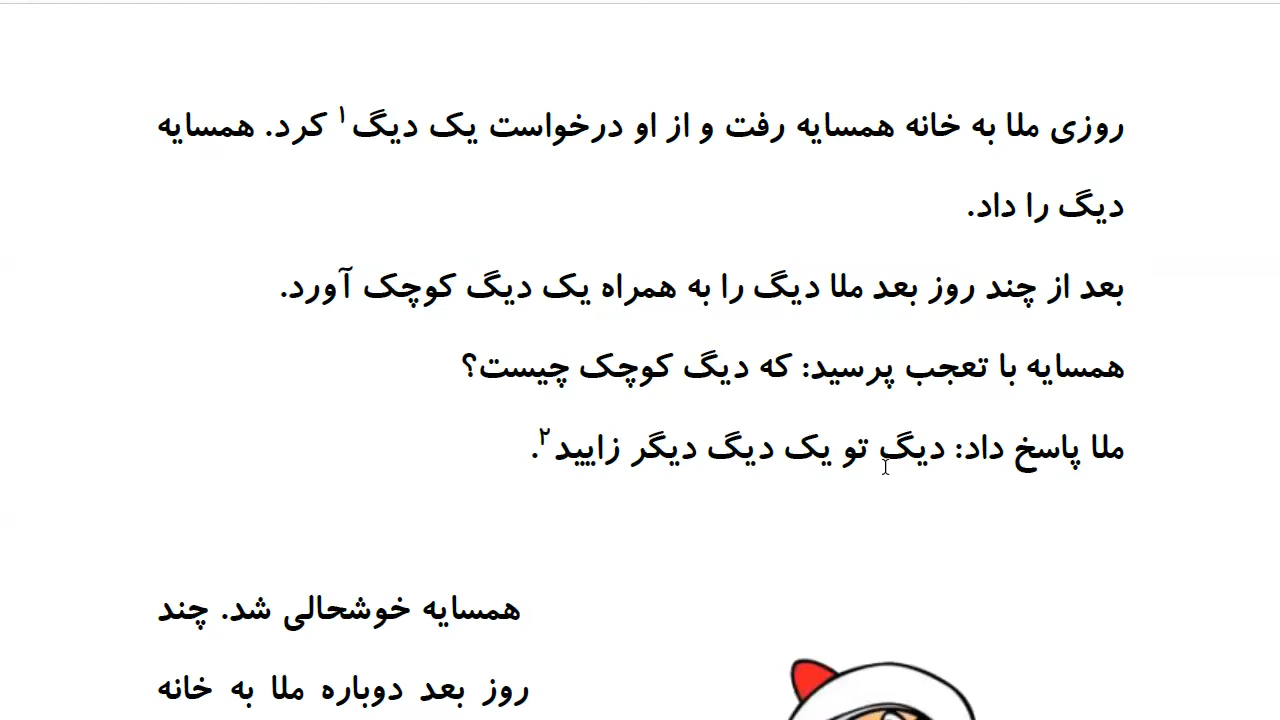 روزی ملا به خانه همسایه رفت و از او درخواست یک دیگ۱ کرد. همسایه
دیگ را داد.
بعد از چند روز بعد ملا دیگ را به همراه یک دیگ کوچک آورد.
همسایه با تعجب پرسید: که دیگ کوچک چیست؟
ملا پاسخ داد: دیگ تو یک دیگ دیگر زایید۲.
همسایه خوشحالی شد. چند
روز بعد دوباره ملا به خانه